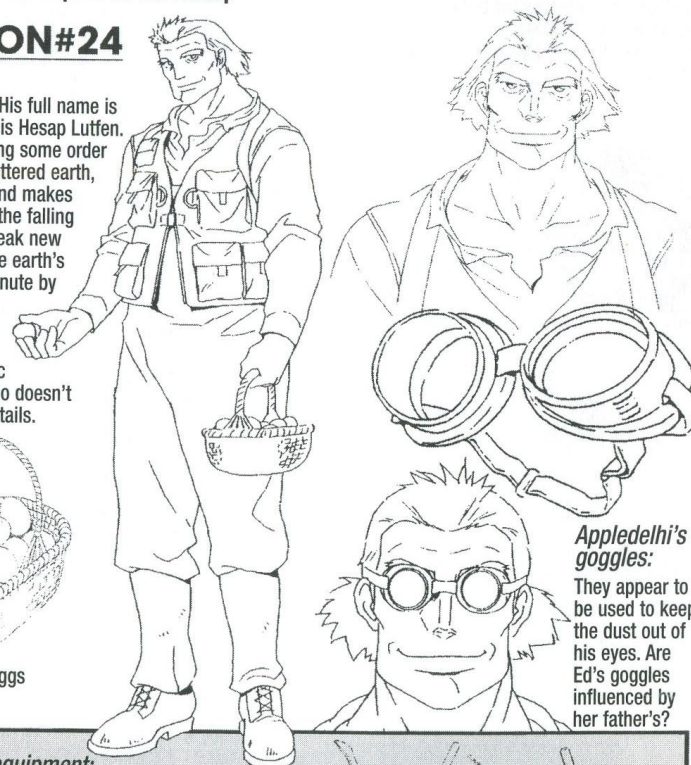 ON#24
His full name is
is Hesap Lutfen.
ng some order
ttered earth,
nd makes
the falling
eak new
e earth's
nute by
c
o doesn't
tails.
ggs
Appledelhi's
goggles:
They appear to
be used to keep
the dust out of
his eyes. Are
Ed's goggles
influenced by
her father's?
equipment: